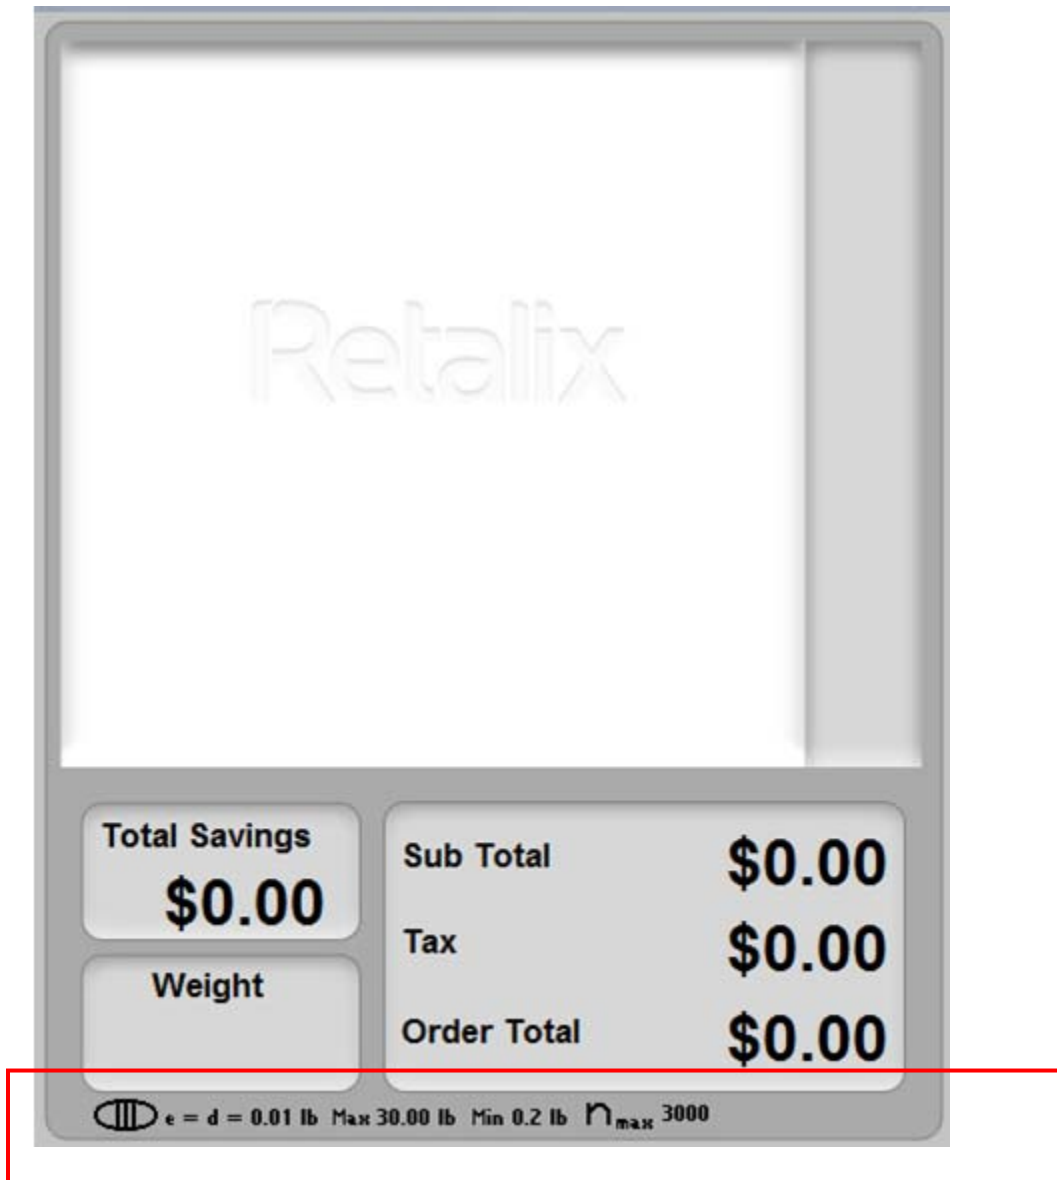 Retalix
Total Savings
$0.00
Weight
Sub Total $0.00
Tax $0.00
Order Total $0.00
e = d = 0.01 lb Max 30.00 lb Min 0.2 lb nmax 3000